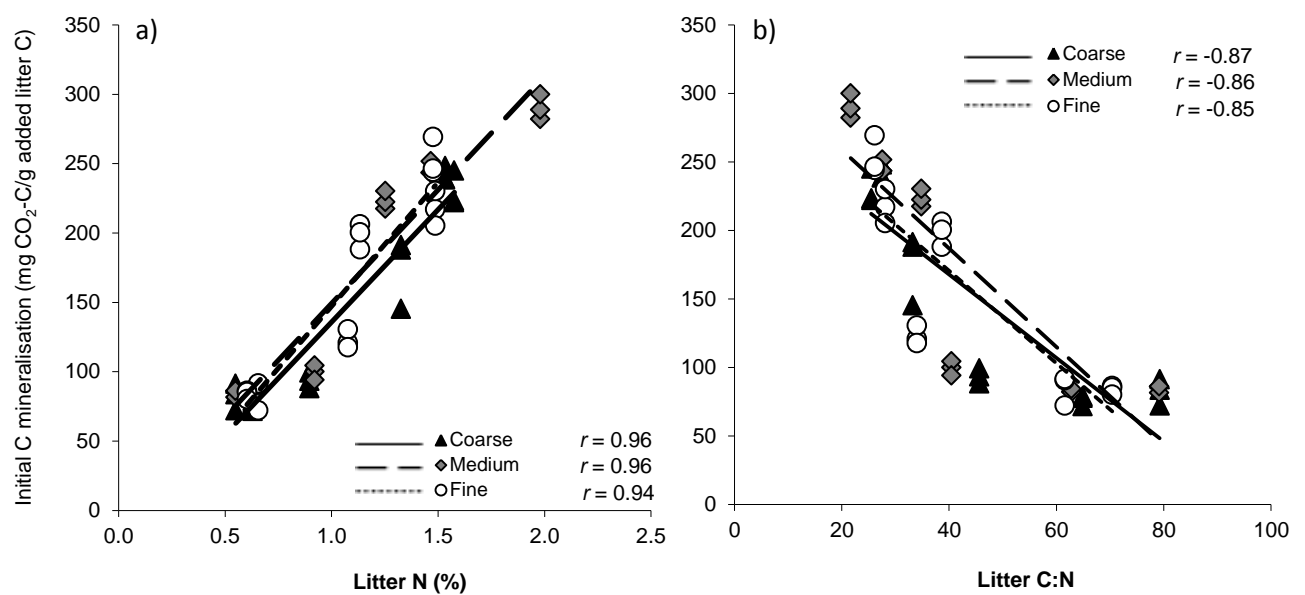 a)
Initial C mineralisation (mg CO2-C/g added litter C)
350
300
250
200
150
100
50
0
0.0 0.5 1.0 1.5 2.0 2.5
Litter N (%)
Coarse r = 0.96
Medium r = 0.96
Fine r = 0.94
b)
350
300
250
200
150
100
50
0
0 20 40 60 80 100
Litter C:N
Coarse r = -0.87
Medium r = -0.86
Fine r = -0.85